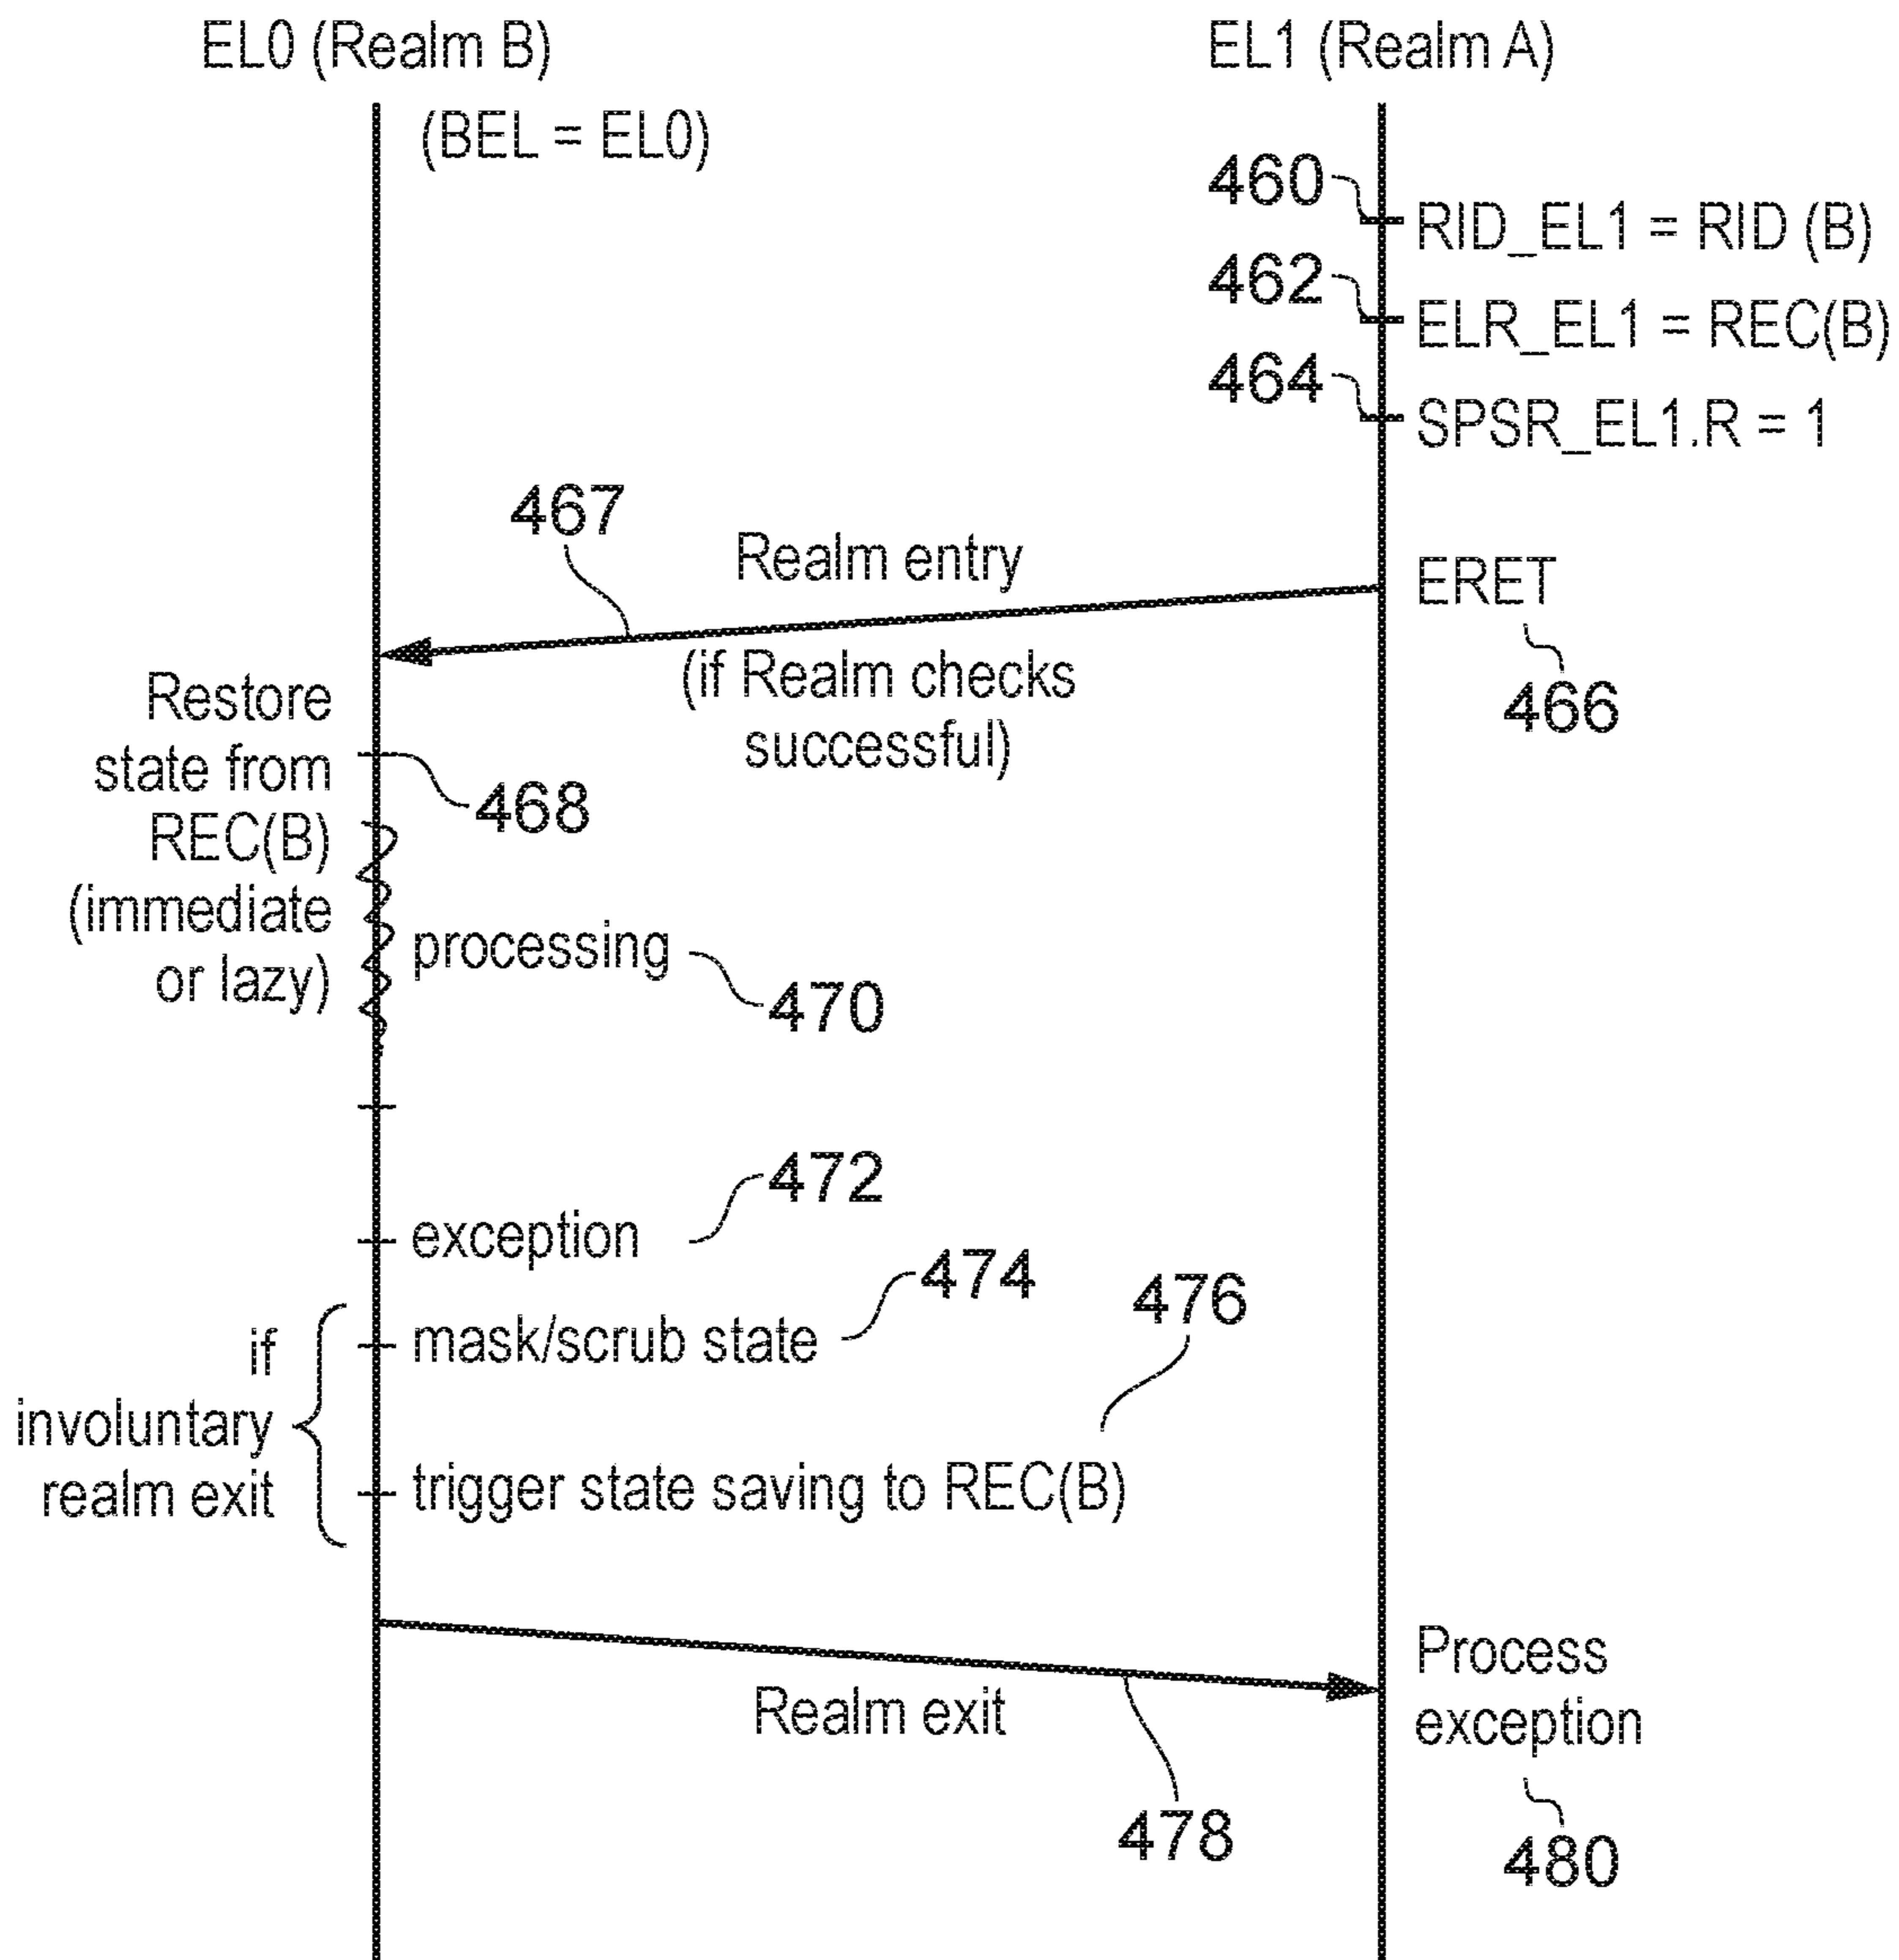 EL0 (Realm B)
EL1 (Realm A)
(BEL = EL0)
460
RID_EL1 = RID (B)
462
ELR_EL1 = REC(B)
464
SPSR_EL1.R = 1
467
Realm entry
(if Realm checks
successful)
ERET
466
Restore
state from
REC(B)
(immediate
or lazy)
468
processing
470
472
exception
474
476
if
involuntary
realm exit
mask/scrub state
trigger state saving to REC(B)
Realm exit
478
Process
exception
480